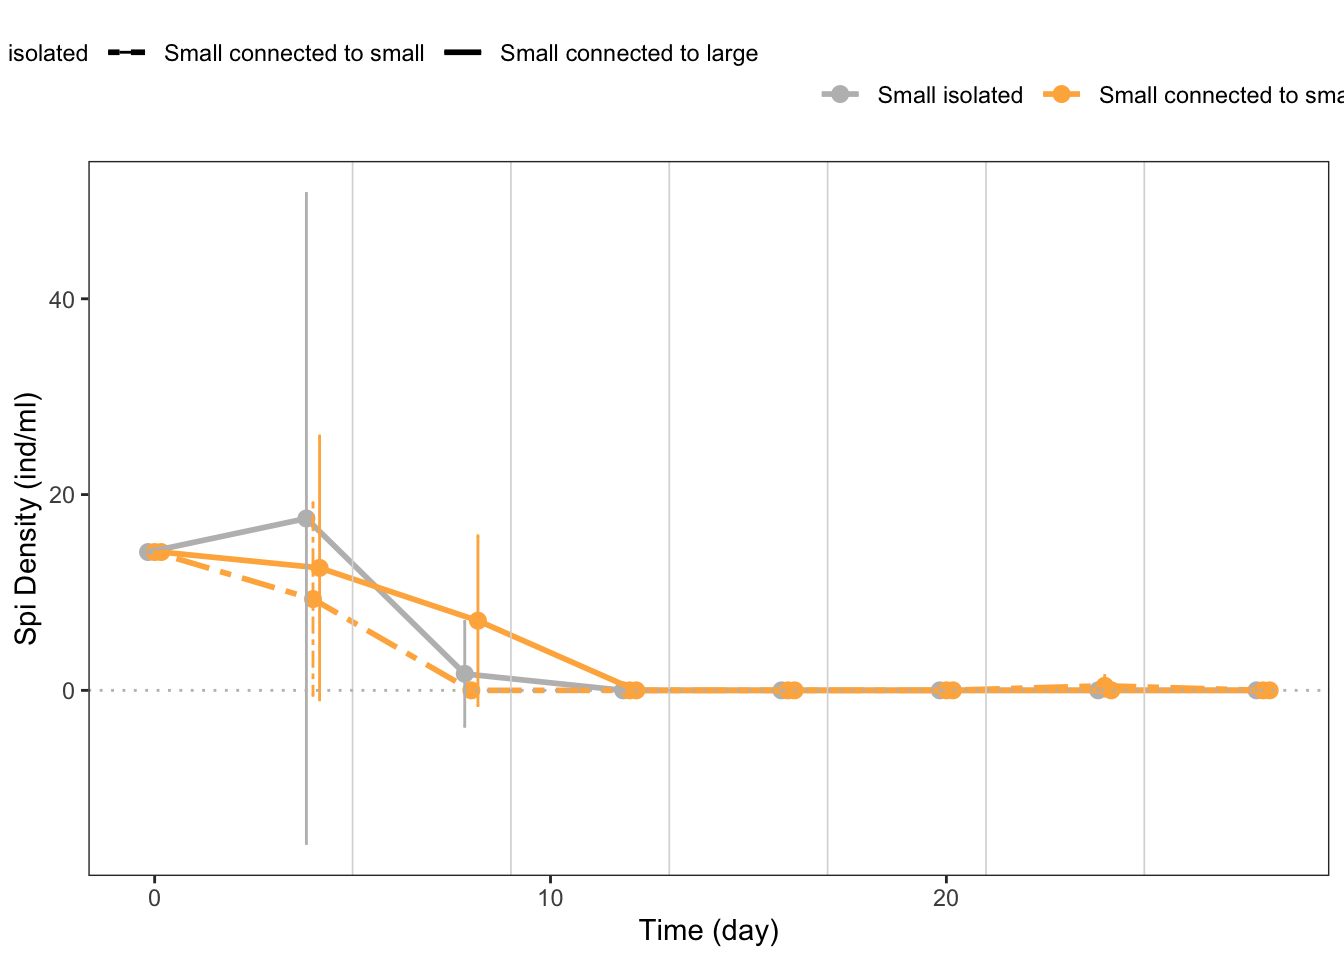 isolated Small connected to small Small connected to large
Small isolated Small connected to sma
40
20
0
Spi Density (ind/ml)
0 10 20
Time (day)